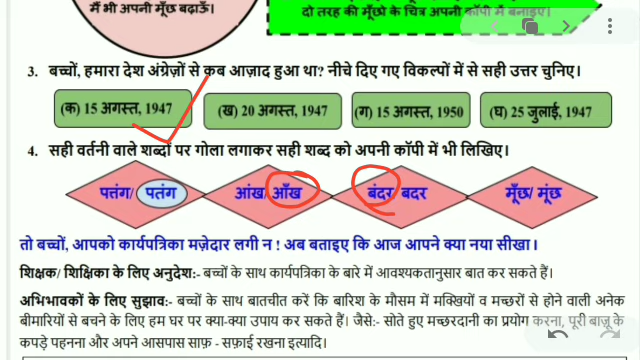 मैं भी अपनी मूँछ बढ़ाऊँ।
दो तरह की मूँछों के चित्र अपनी कॉपी में बनाइए।
3. बच्चों, हमारा देश अंग्रेज़ों से कब आज़ाद हुआ था? नीचे दिए गए विकल्पों में से सही उत्तर चुनिए।
(क) 15 अगस्त, 1947 (ख) 20 अगस्त, 1947 (ग) 15 अगस्त, 1950 (घ) 25 जुलाई, 1947
4. सही वर्तनी वाले शब्दों पर गोला लगाकर सही शब्द को अपनी कॉपी में भी लिखिए।
पतंग/ पतंग आंख/ आँख बंदर/ बदर मूँछ/ मूंछ
तो बच्चों, आपको कार्यपत्रिका मज़ेदार लगी न ! अब बताइए कि आज आपने क्या नया सीखा।
शिक्षक/ शिक्षिका के लिए अनुदेश:- बच्चों के साथ कार्यपत्रिका के बारे में आवश्यकतानुसार बात कर सकते हैं।
अभिभावकों के लिए सुझाव:- बच्चों के साथ बातचीत करें कि बारिश के मौसम में मक्खियों व मच्छरों से होने वाली अनेक
बीमारियों से बचने के लिए हम घर पर क्या-क्या उपाय कर सकते हैं। जैसे:- सोते हुए मच्छरदानी का प्रयोग करना, पूरी बाज़ू के
कपड़े पहनना और अपने आसपास साफ़ - सफ़ाई रखना इत्यादि।